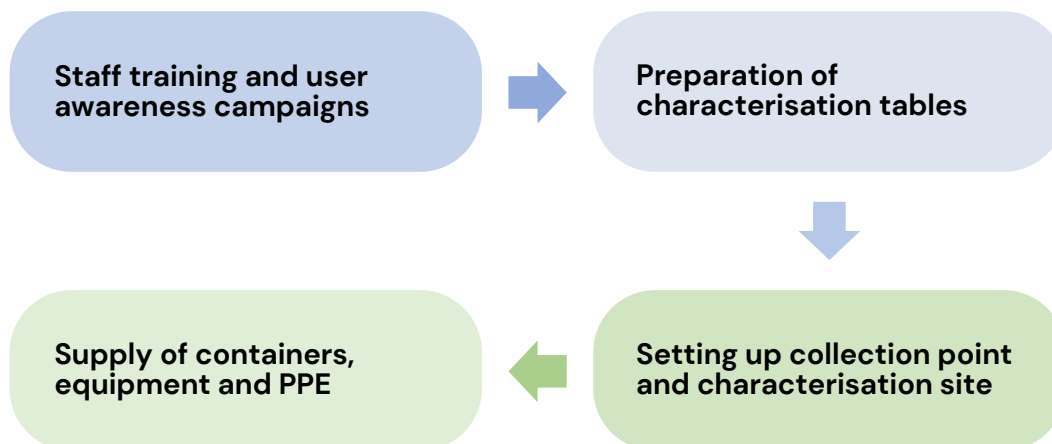 Staff training and user
awareness campaigns
Preparation of
characterisation tables
Setting up collection point
and characterisation site
Supply of containers,
equipment and PPE